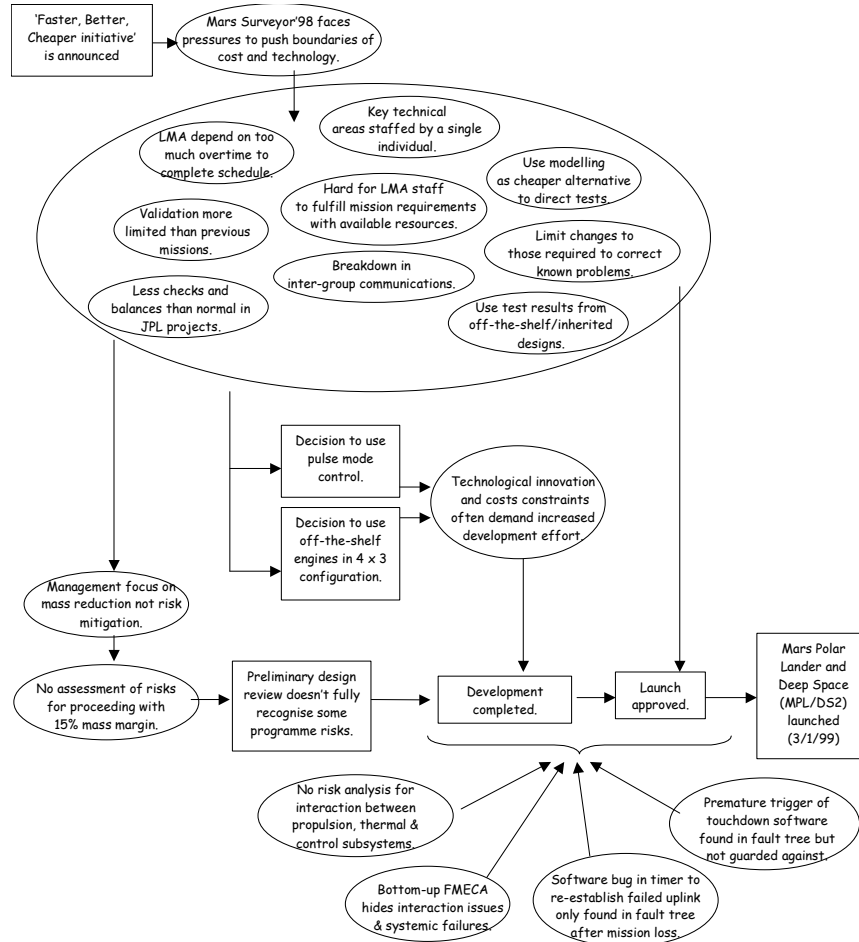 ‘Faster, Better,
Cheaper initiative’
is announced
Mars Surveyor’98 faces
pressures to push boundaries of
cost and technology.
Key technical
areas staffed by a single
individual.
LMA depend on too
much overtime to
complete schedule.
Use modelling
as cheaper alternative
to direct tests.
Hard for LMA staff
to fulfill mission requirements
with available resources.
Validation more
limited than previous
missions.
Limit changes to
those required to correct
known problems.
Breakdown in
inter-group communications.
Less checks and
balances than normal in
JPL projects.
Use test results from
off-the-shelf/inherited
designs.
Decision to use
pulse mode
control.
Technological innovation
and costs constraints
often demand increased
development effort.
Decision to use
off-the-shelf
engines in 4 x 3
configuration.
Management focus on
mass reduction not risk
mitigation.
No assessment of risks
for proceeding with
15% mass margin.
Preliminary design
review doesn’t fully
recognise some
programme risks.
Development
completed.
Launch
approved.
Mars Polar
Lander and
Deep Space
(MPL/DS2)
launched
(3/1/99)
No risk analysis for
interaction between
propulsion, thermal &
control subsystems.
Premature trigger of
touchdown software
found in fault tree but
not guarded against.
Bottom-up FMECA
hides interaction issues
& systemic failures.
Software bug in timer to
re-establish failed uplink
only found in fault tree
after mission loss.